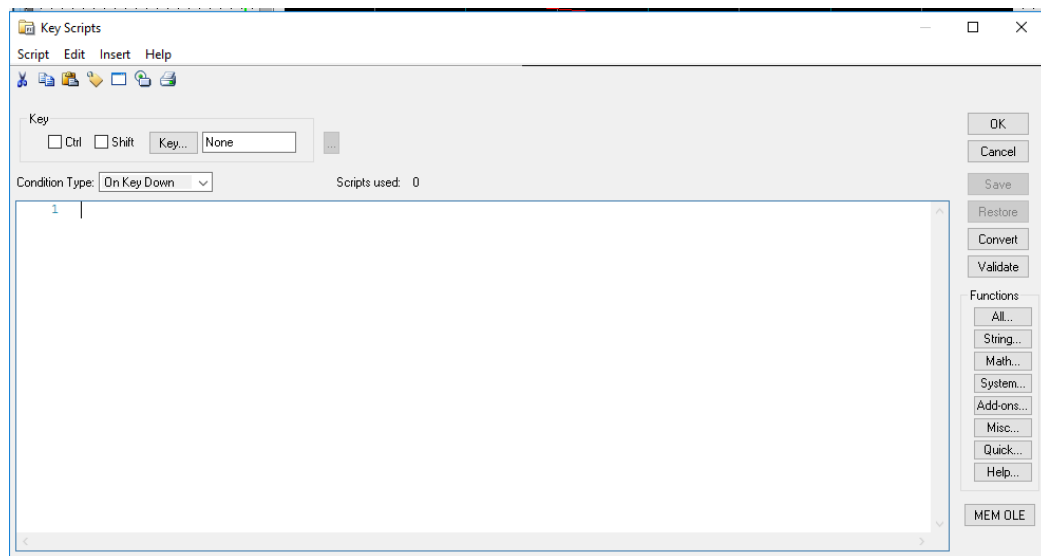 Key Scripts
Script Edit Insert Help
Key
Ctrl Shift Key... None ...
Condition Type: On Key Down Scripts used: 0
1
OK
Cancel
Save
Restore
Convert
Validate
Functions
All...
String...
Math...
System...
Add-ons...
Misc...
Quick...
Help...
MEM OLE